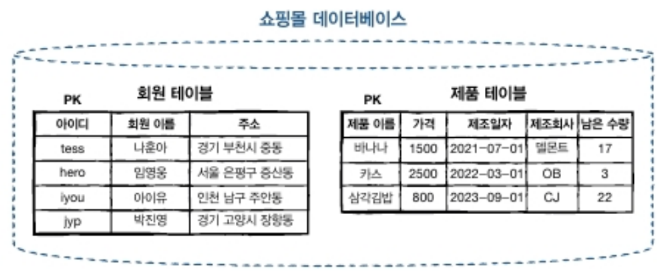 쇼핑몰 데이터베이스
PK 회원 테이블
아이디 회원 이름 주소
tess 나훈아 경기 부천시 중동
hero 임영웅 서울 은평구 증산동
iyou 아이유 인천 남구 주안동
jyp 박진영 경기 고양시 장항동
PK 제품 테이블
제품 이름 가격 제조일자 제조회사 남은 수량
바나나 1500 2021-07-01 델몬트 17
카스 2500 2022-03-01 OB 3
삼각김밥 800 2023-09-01 CJ 22